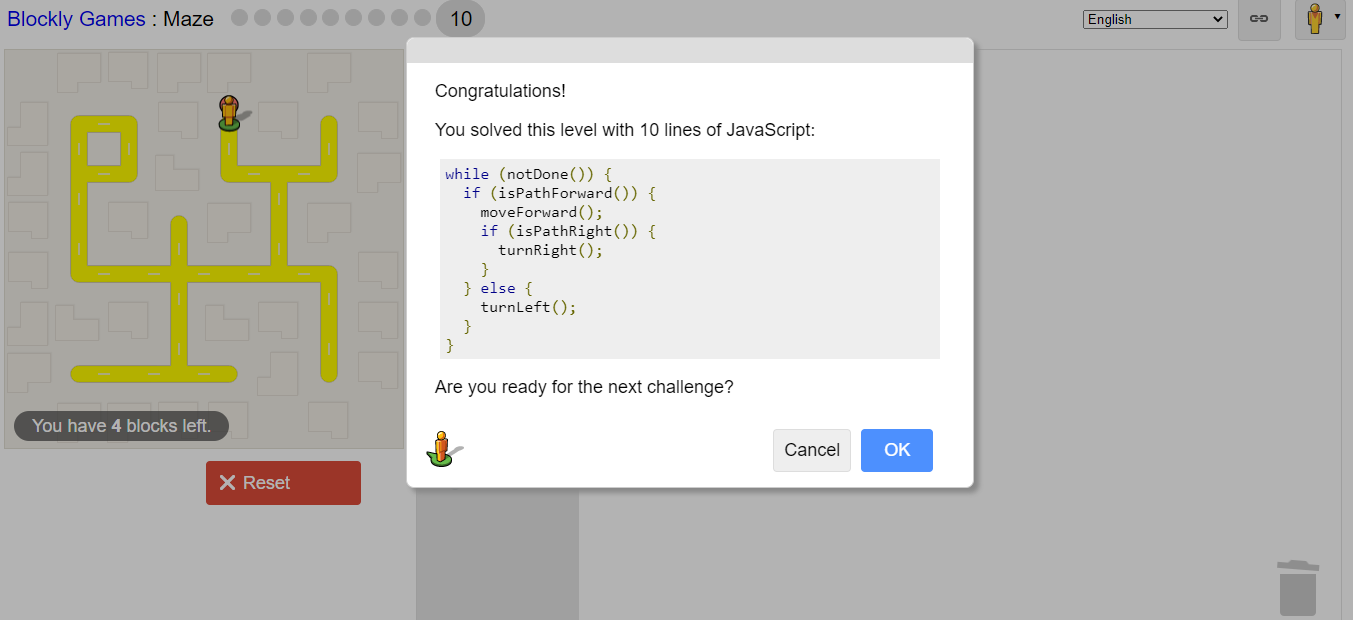 Blockly Games : Maze 10 English
Congratulations!
You solved this level with 10 lines of JavaScript:
while (notDone()) {
  if (isPathForward()) {
    moveForward();
    if (isPathRight()) {
      turnRight();
    }
  } else {
    turnLeft();
  }
}
Are you ready for the next challenge?
You have 4 blocks left.
Cancel OK
Reset